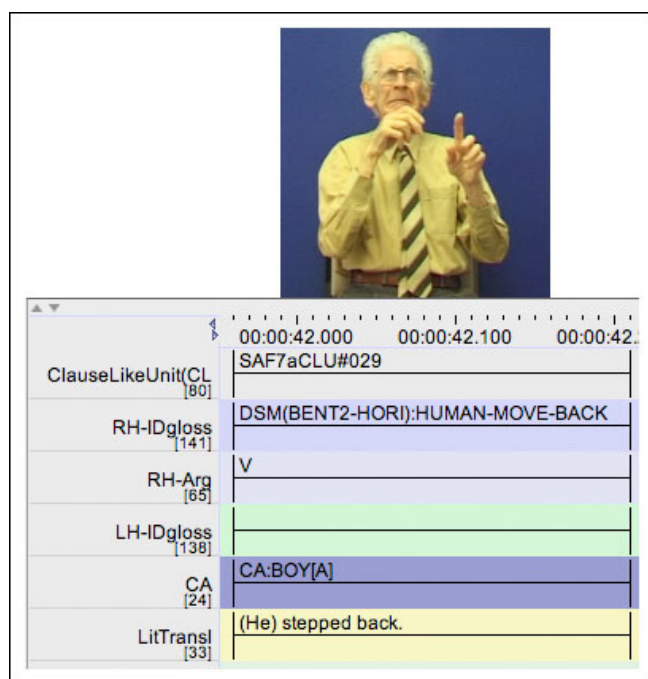 00:00:42.000 00:00:42.100 00:00:42.
ClauseLikeUnit(CL SAF7aCLU#029
[80]
RH-IDgloss DSM(BENT2-HORI):HUMAN-MOVE-BACK
[141]
RH-Arg V
[65]
LH-IDgloss
[138]
CA CA:BOY[A]
[24]
LitTransl (He) stepped back.
[33]